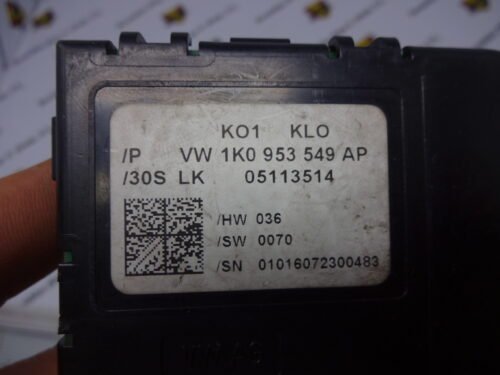 KO1 KLO
/P VW 1K0 953 549 AP
/30S LK 05113514
/HW 036
/SW 0070
/SN 01016072300483